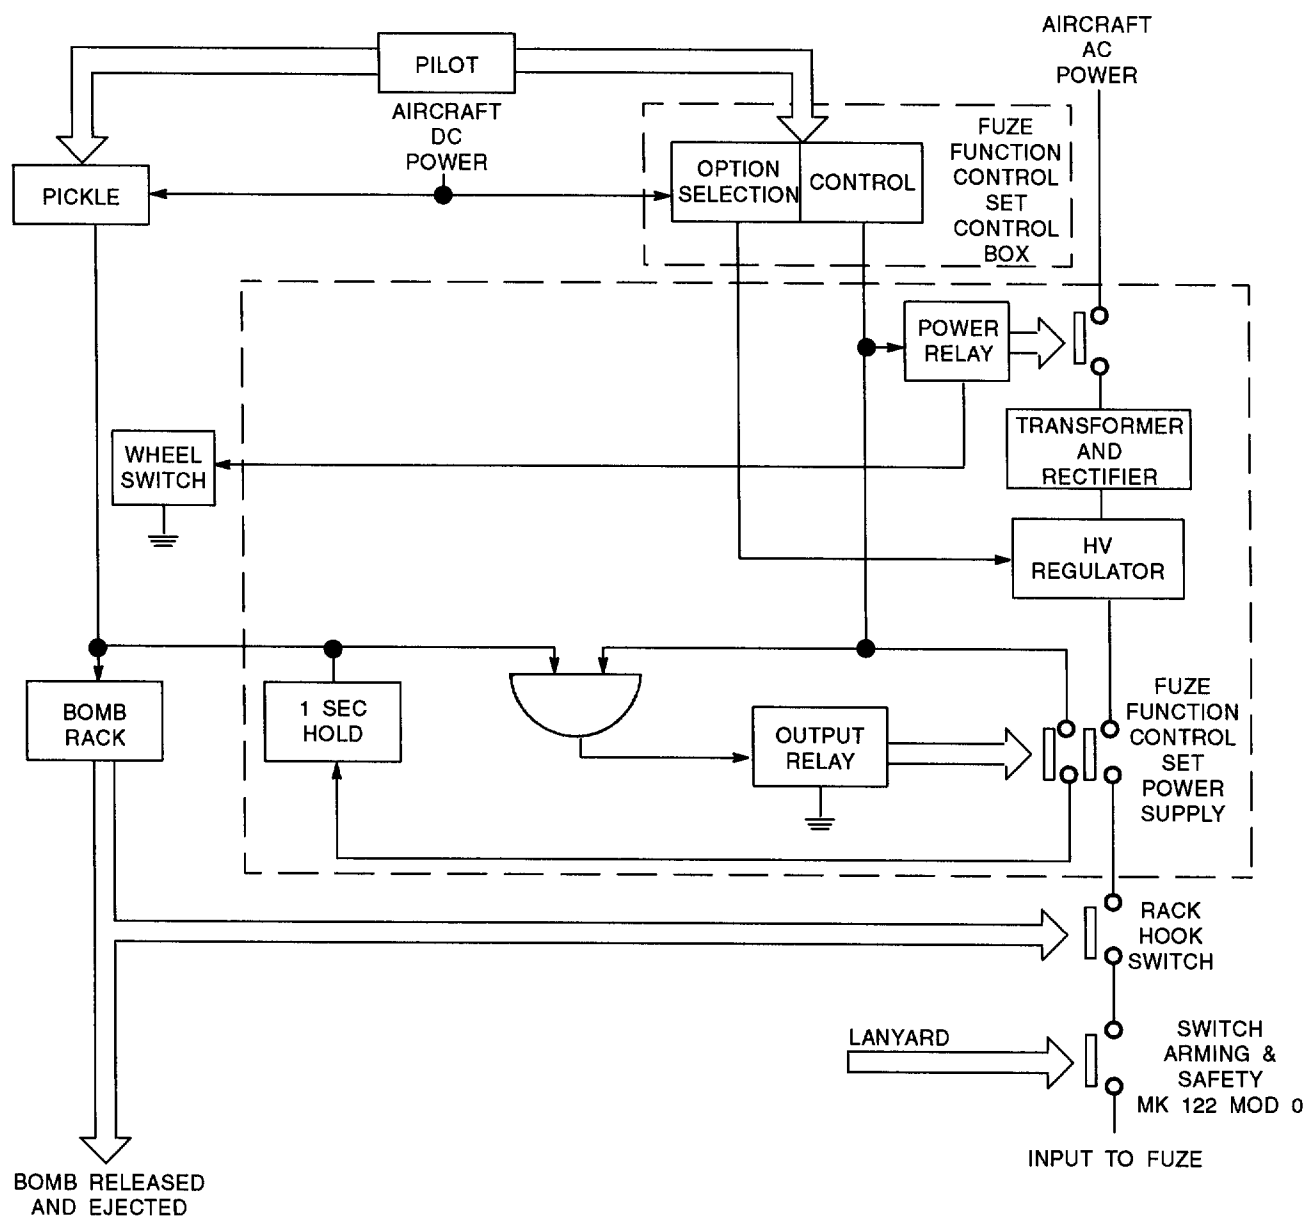 AIRCRAFT
AC
POWER
PILOT
AIRCRAFT
DC
POWER
FUZE
FUNCTION
CONTROL
SET
CONTROL
BOX
OPTION
SELECTION
CONTROL
PICKLE
POWER
RELAY
TRANSFORMER
AND
RECTIFIER
WHEEL
SWITCH
HV
REGULATOR
BOMB
RACK
1 SEC
HOLD
OUTPUT
RELAY
FUZE
FUNCTION
CONTROL
SET
POWER
SUPPLY
RACK
HOOK
SWITCH
LANYARD
SWITCH
ARMING &
SAFETY
MK 122 MOD 0
INPUT TO FUZE
BOMB RELEASED
AND EJECTED